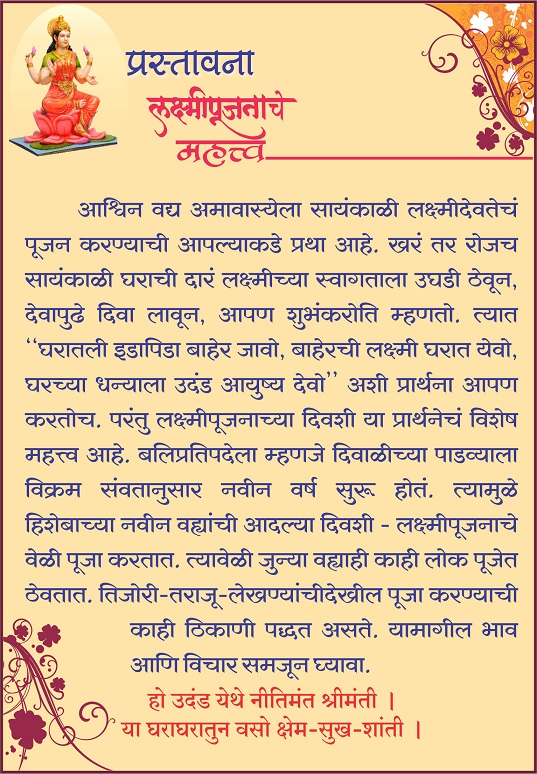 प्रस्तावना
लक्ष्मीपूजनाचे
महत्त्व
आश्विन वद्य अमावास्येला सायंकाळी लक्ष्मीदेवतेचं
पूजन करण्याची आपल्याकडे प्रथा आहे. खरं तर रोजच
सायंकाळी घराची दारं लक्ष्मीच्या स्वागताला उघडी ठेवून,
देवापुढे दिवा लावून, आपण शुभंकरोति म्हणतो. त्यात
“घरातली इडापिडा बाहेर जावो, बाहेरची लक्ष्मी घरात येवो,
घरच्या धन्याला उदंड आयुष्य देवो” अशी प्रार्थना आपण
करतोच. परंतु लक्ष्मीपूजनाच्या दिवशी या प्रार्थनेचं विशेष
महत्त्व आहे. बलिप्रतिपदेला म्हणजे दिवाळीच्या पाडव्याला
विक्रम संवतानुसार नवीन वर्ष सुरू होतं. त्यामुळे
हिशेबाच्या नवीन वह्यांची आदल्या दिवशी - लक्ष्मीपूजनाचे
वेळी पूजा करतात. त्यावेळी जुन्या वह्याही काही लोक पूजेत
ठेवतात. तिजोरी-तराजू-लेखण्यांचीदेखील पूजा करण्याची
काही ठिकाणी पद्धत असते. यामागील भाव
आणि विचार समजून घ्यावा.
हो उदंड येथे नीतिमंत श्रीमंती ।
या घराघरातुन वसो क्षेम-सुख-शांती ।